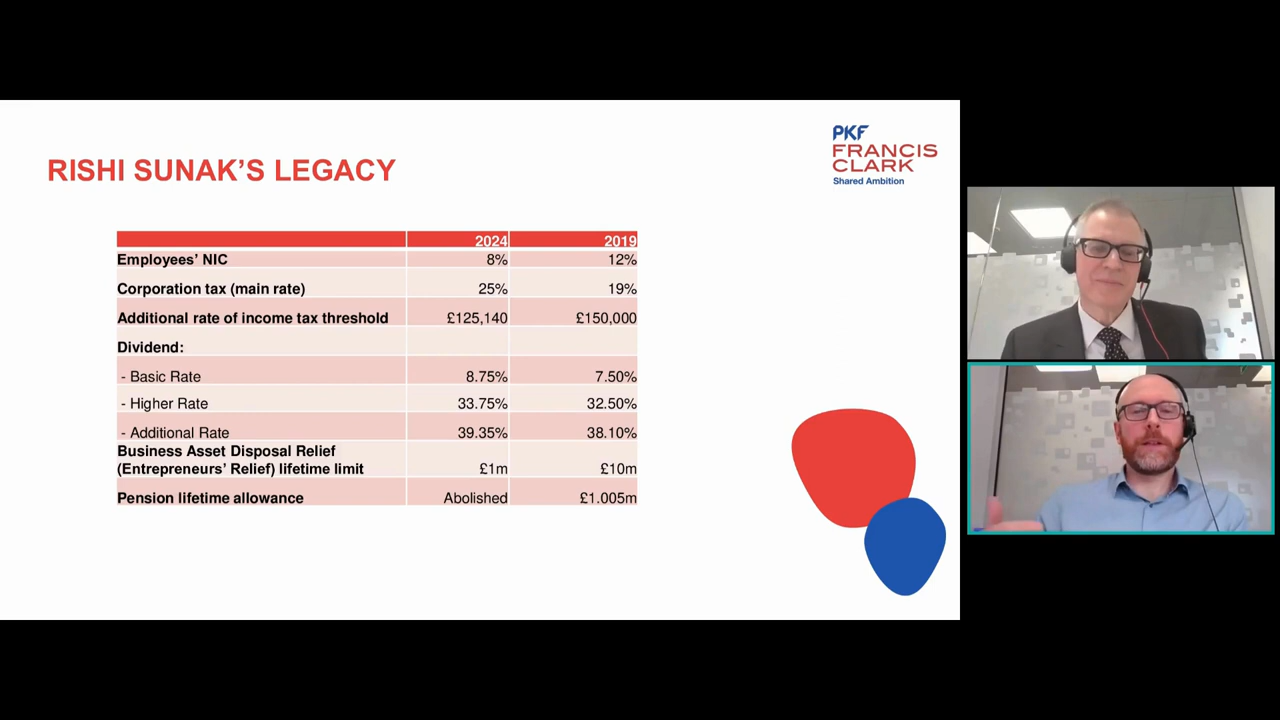 PKF
FRANCIS
CLARK
Shared Ambition
RISHI SUNAK’S LEGACY
2024 2019
Employees’ NIC 8% 12%
Corporation tax (main rate) 25% 19%
Additional rate of income tax threshold £125,140 £150,000
Dividend:
- Basic Rate 8.75% 7.50%
- Higher Rate 33.75% 32.50%
- Additional Rate 39.35% 38.10%
Business Asset Disposal Relief
(Entrepreneurs’ Relief) lifetime limit £1m £10m
Pension lifetime allowance Abolished £1.005m